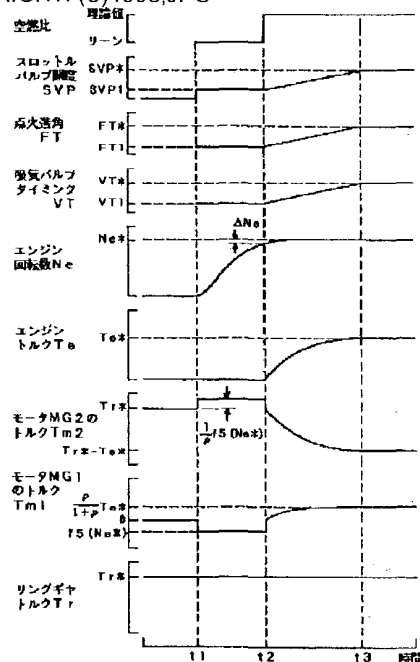 空燃比
理論値
リーン
スロットル
バルブ開度
SVP
SVP*
SVP1
点火進角
FT
FT*
FT1
吸気バルブ
タイミング
VT
VT*
VT1
エンジン
回転数Ne
Ne*
ΔNe
エンジン
トルクTe
Te*
モータMG2の
トルクTm2
Tr*
1/ρ f5(Ne*)
Tr*-Te*
モータMG1
のトルク
Tm1
ρ/1+ρ Te*
0
f5(Ne*)
リングギヤ
トルクTr
Tr*
t1 t2 t3 時間